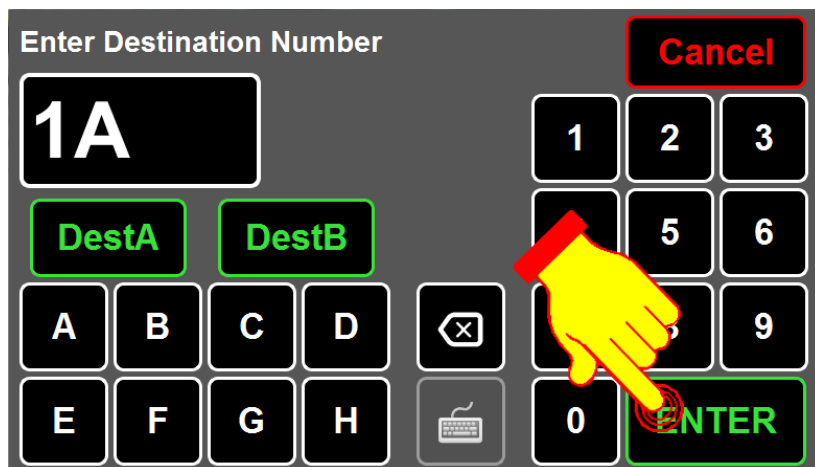 Enter Destination Number
Cancel
1A
1 2 3
DestA DestB
5 6
A B C D
9
E F G H
0 ENTER